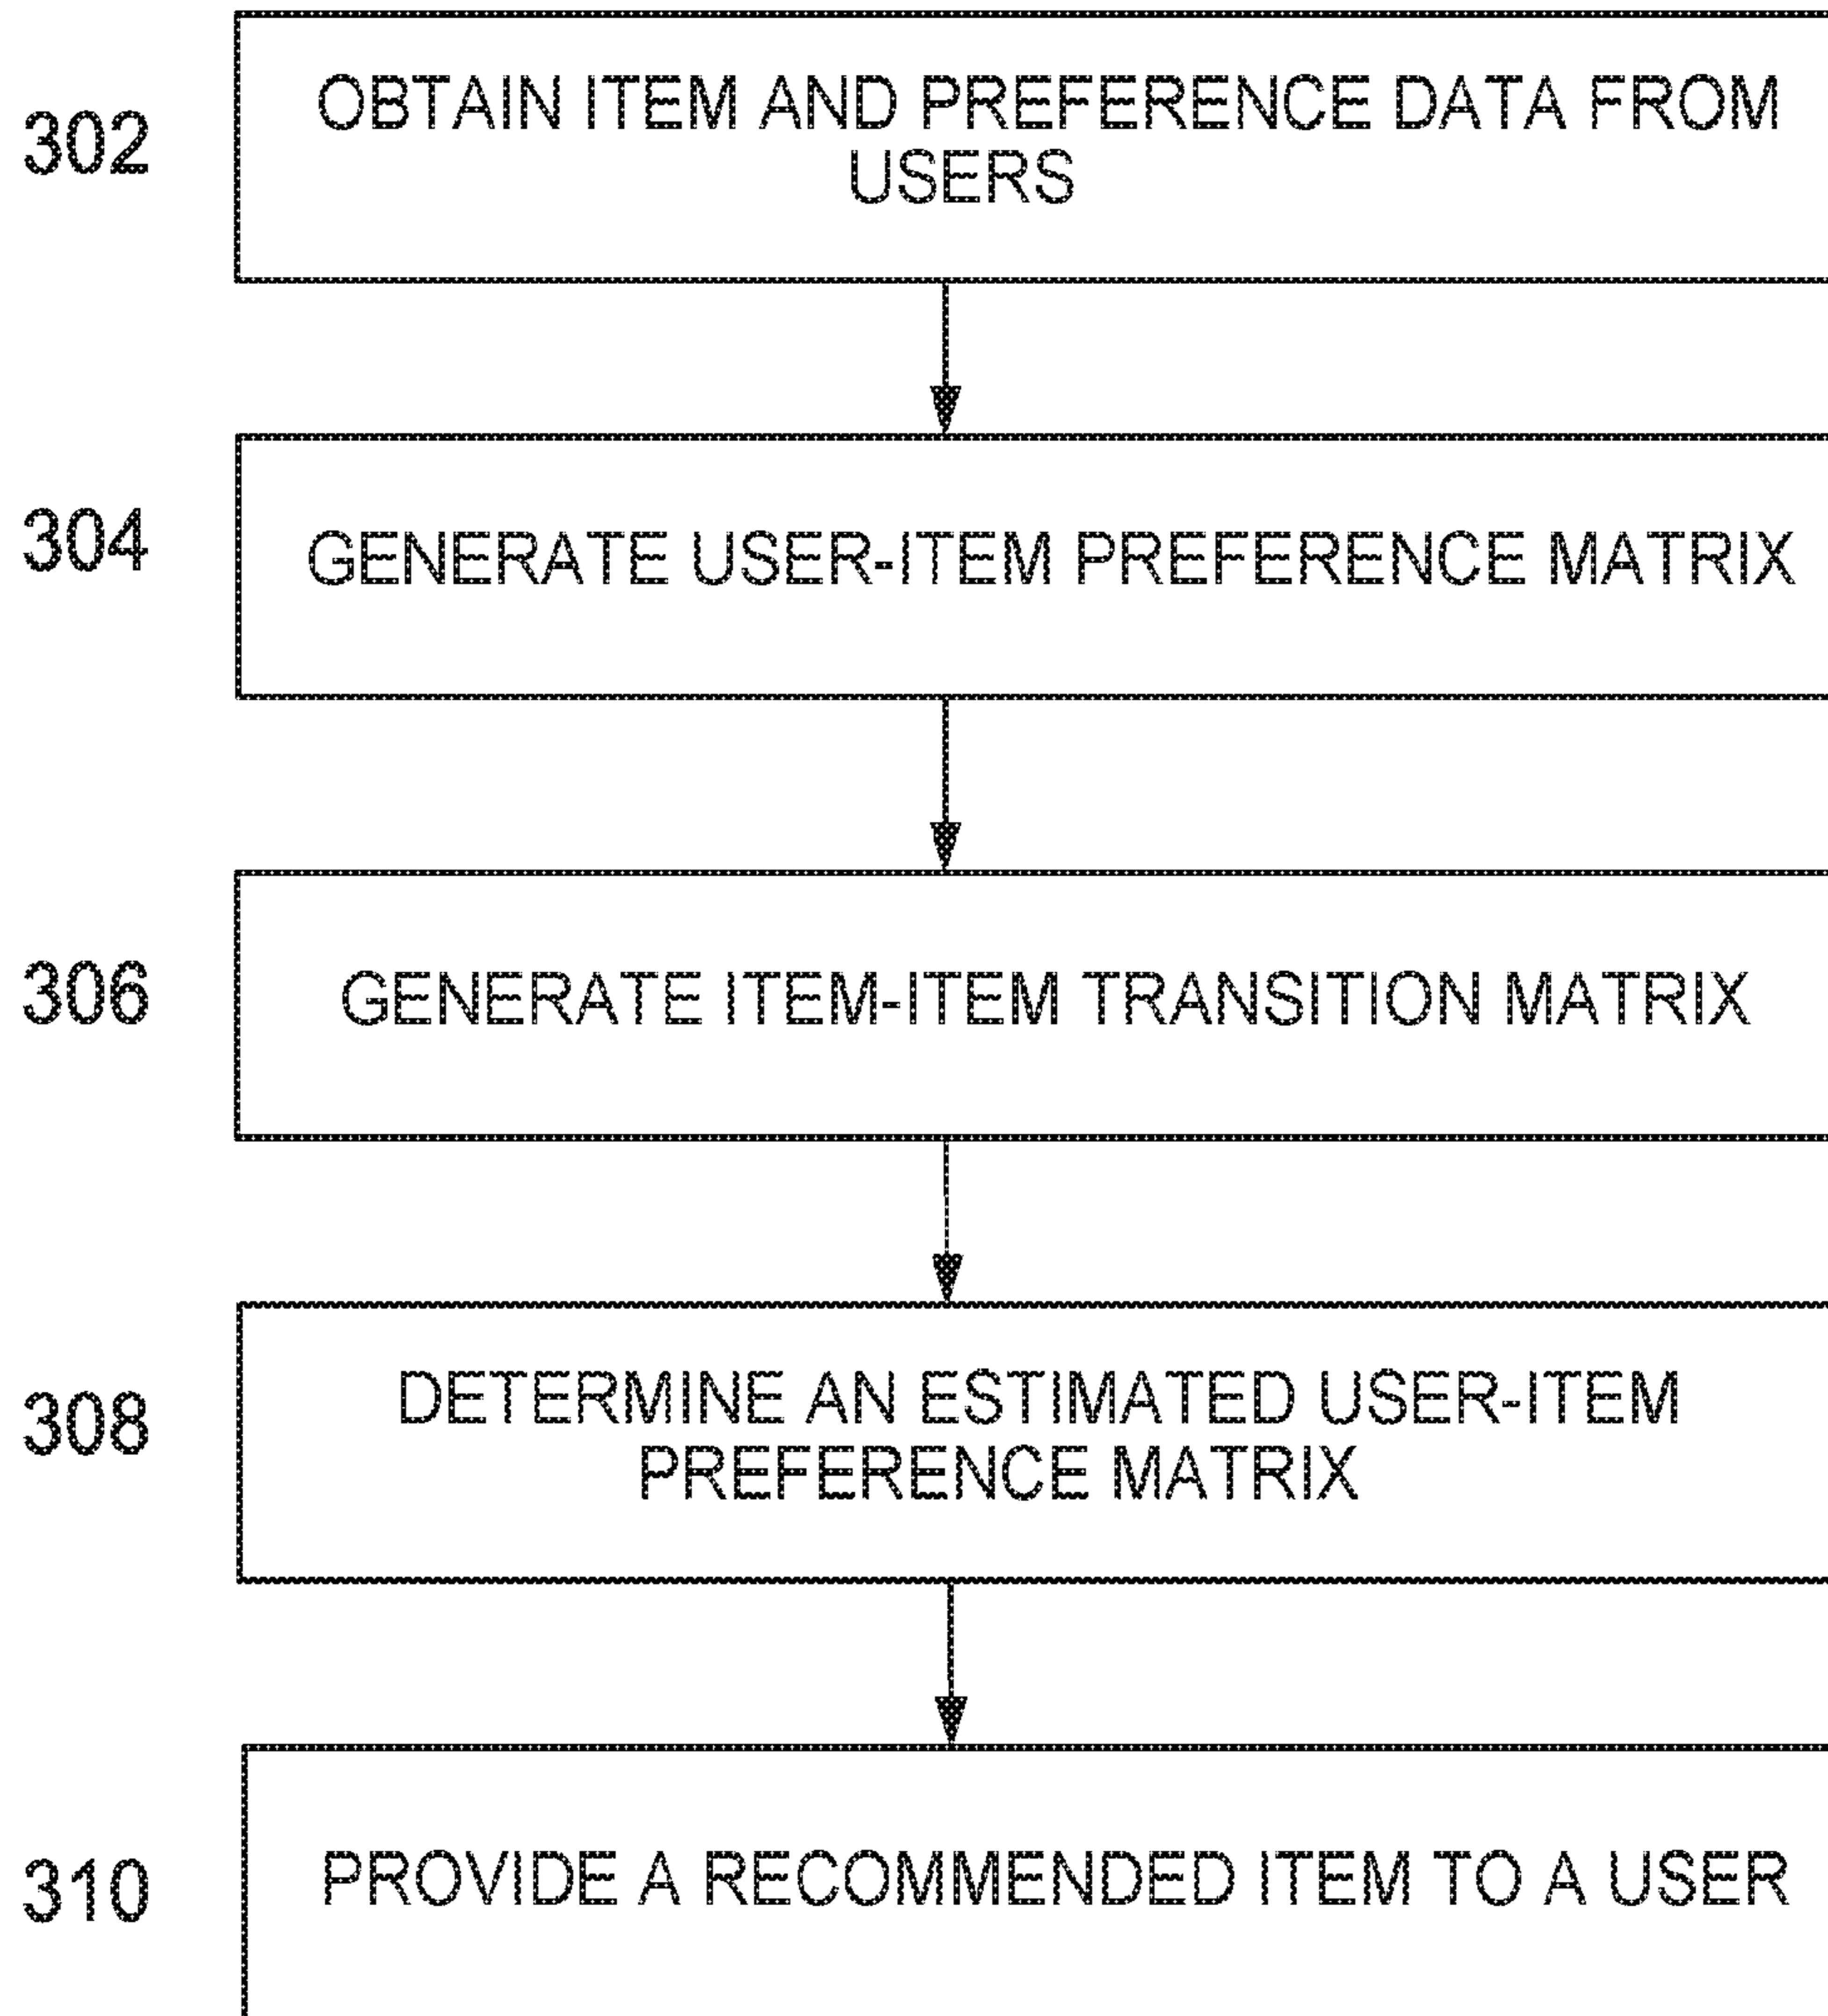 302
OBTAIN ITEM AND PREFERENCE DATA FROM
USERS
304
GENERATE USER-ITEM PREFERENCE MATRIX
306
GENERATE ITEM-ITEM TRANSITION MATRIX
308
DETERMINE AN ESTIMATED USER-ITEM
PREFERENCE MATRIX
310
PROVIDE A RECOMMENDED ITEM TO A USER